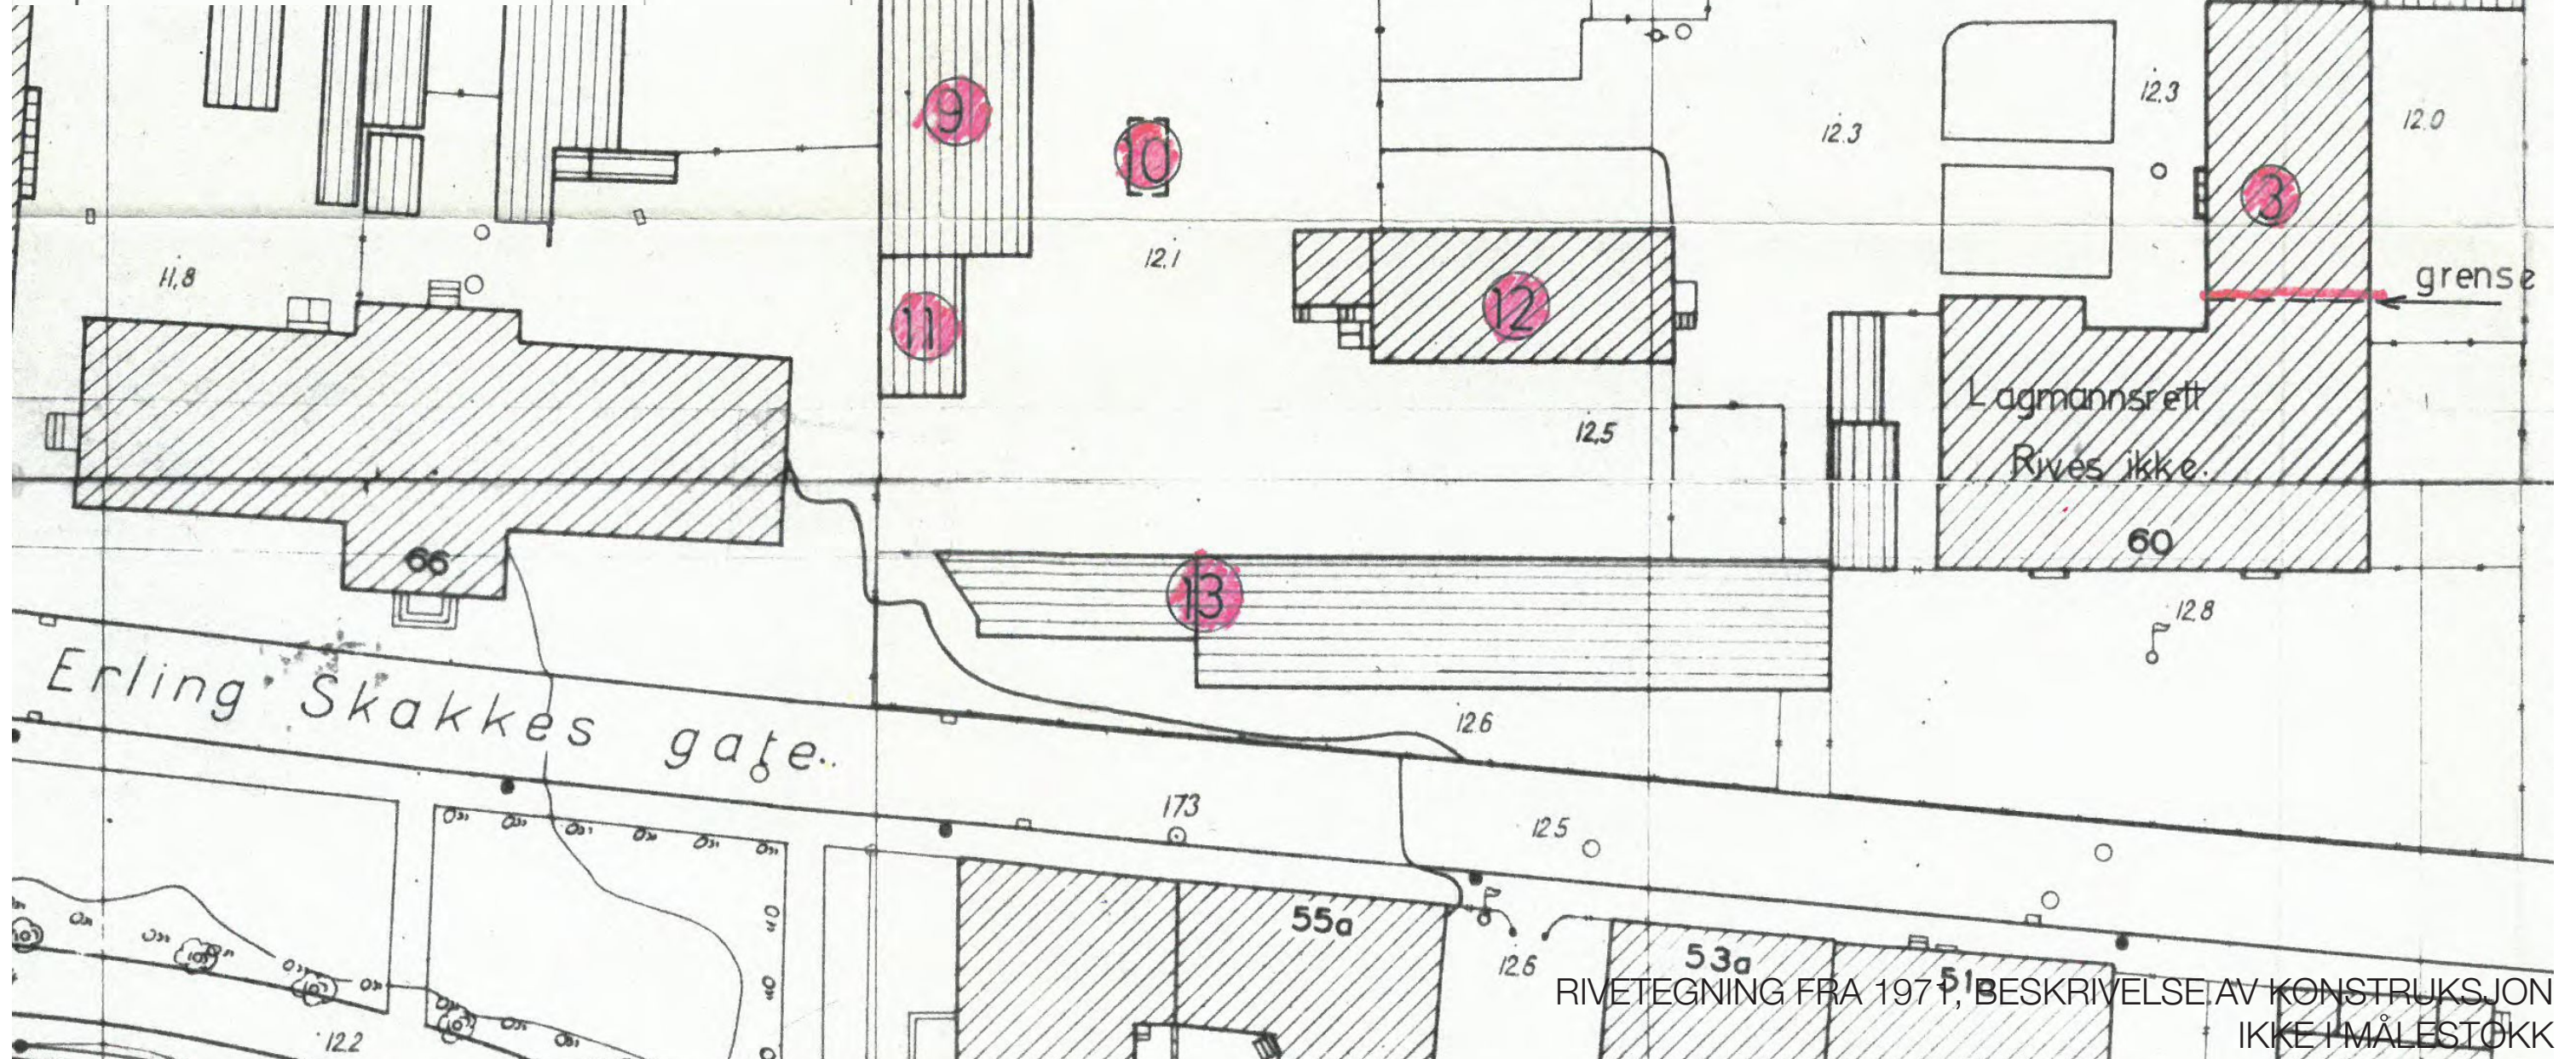 9
10
12.3
12.3
12.0
3
11,8
12,1
11
12
grense
Lagmannsrett
12,5
Rives ikke.
60
66
13
12.8
Erling Skakkes gate.
12.6
173
12.5
55a
53a
12.6
51a
RIVETEGNING FRA 1971, BESKRIVELSE AV KONSTRUKSJON
IKKE I MÅLESTOKK
12.2